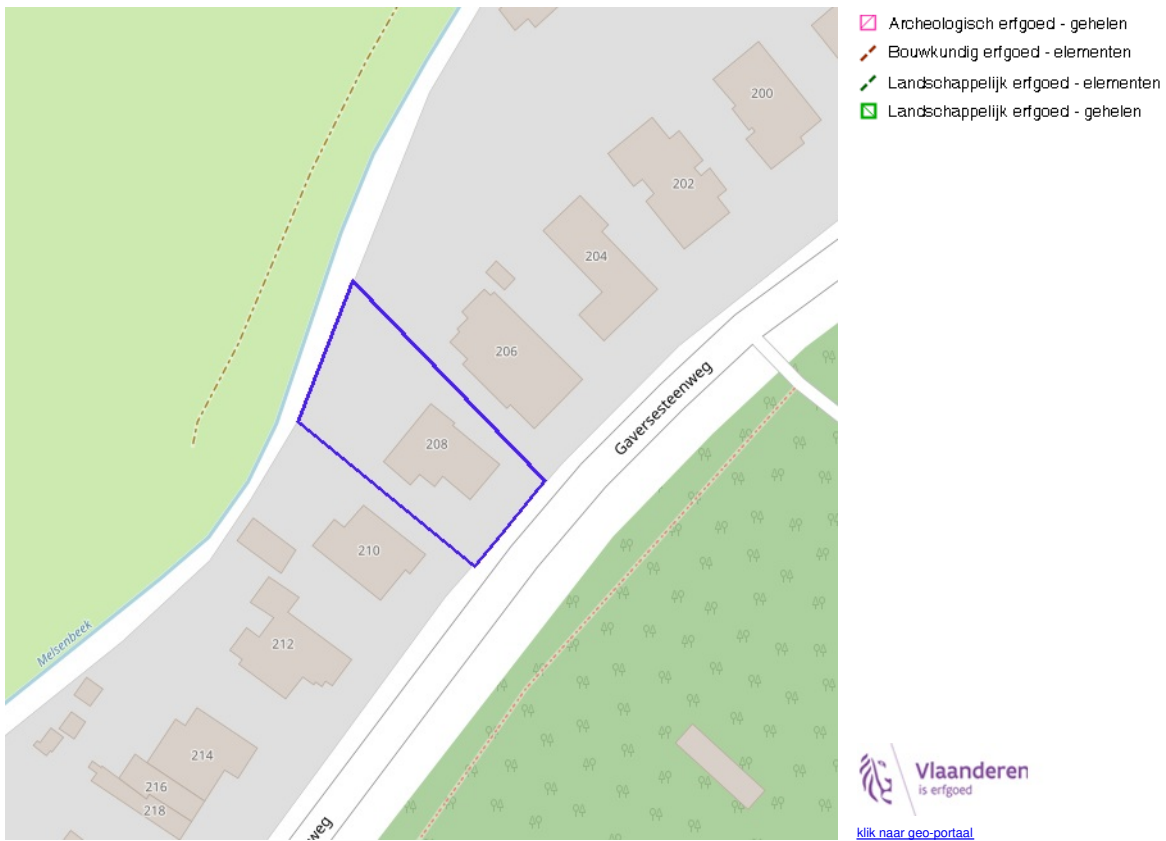 Archeologisch erfgoed - gehelen
Bouwkundig erfgoed - elementen
Landschappelijk erfgoed - elementen
Landschappelijk erfgoed - gehelen
200
202
204
206
Gaversesteenweg
208
210
212
Melsenbeek
214
216
218
weg
Vlaanderen
is erfgoed
klik naar geo-portaal